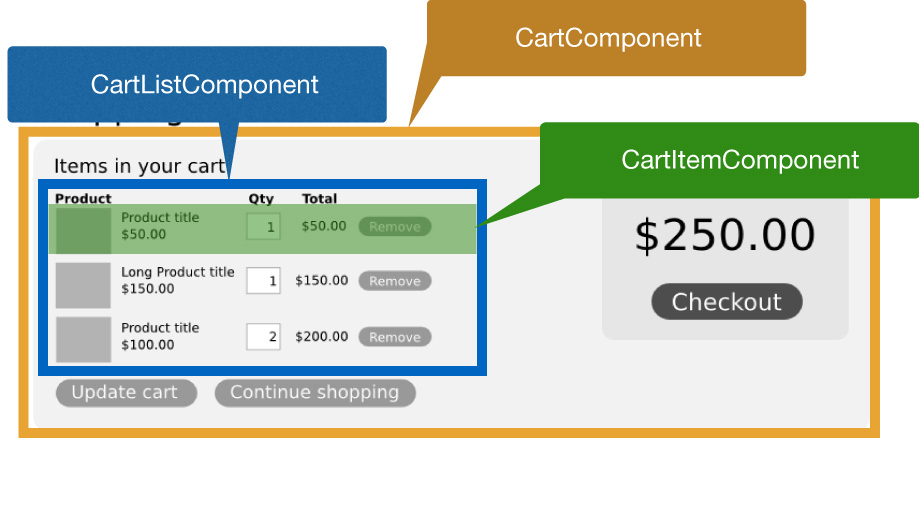 CartComponent
CartListComponent
CartItemComponent
Items in your cart
Product Qty Total
Product title
$50.00
1 $50.00 Remove
Long Product title
$150.00
1 $150.00 Remove
Product title
$100.00
2 $200.00 Remove
Update cart Continue shopping
$250.00
Checkout